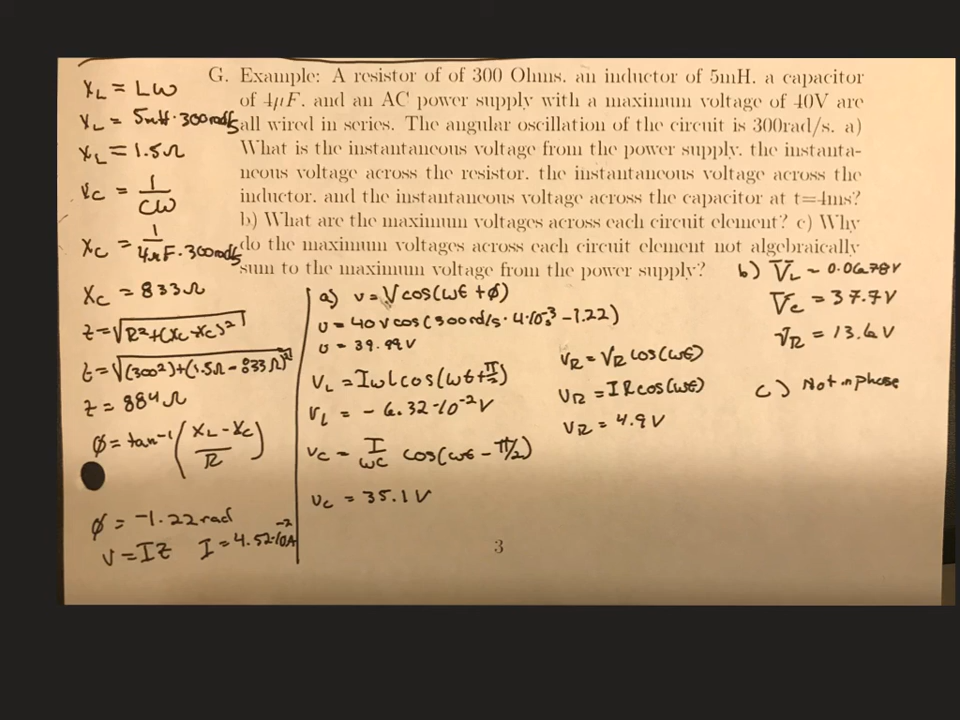 G. Example: A resistor of of 300 Ohms, an inductor of 5mH, a capacitor
of 4μF, and an AC power supply with a maximum voltage of 40V are
all wired in series. The angular oscillation of the circuit is 300rad/s. a)
What is the instantaneous voltage from the power supply, the instanta-
neous voltage across the resistor, the instantaneous voltage across the
inductor, and the instantaneous voltage across the capacitor at t=4ms?
b) What are the maximum voltages across each circuit element? c) Why
do the maximum voltages across each circuit element not algebraically
sum to the maximum voltage from the power supply?
X_L = Lω
X_L = 5mH·300rad/s
X_L = 1.5Ω
X_C = 1/Cω
X_C = 1/4μF·300rad/s
X_C = 833Ω
Z = √R²+(X_L-X_C)²
Z = √(300²)+(1.5Ω - 833Ω)²
Z = 884Ω
φ = tan⁻¹(X_L - X_C / R)
φ = -1.22rad
V = IZ I = 4.52·10⁻²A
a) v = Vcos(ωt + φ)
v = 40v cos(300rd/s · 4·10⁻³s - 1.22)
v = 39.99V
V_L = IωLcos(ωt+π/2)
V_L = -6.32·10⁻²V
V_C = I/ωC cos(ωt - π/2)
V_C = 35.1V
V_R = V_R cos(ωt)
V_R = IRcos(ωt)
V_R = 4.9V
b) V_L = 0.0678V
V_C = 37.7V
V_R = 13.6V
c) Not in phase
3